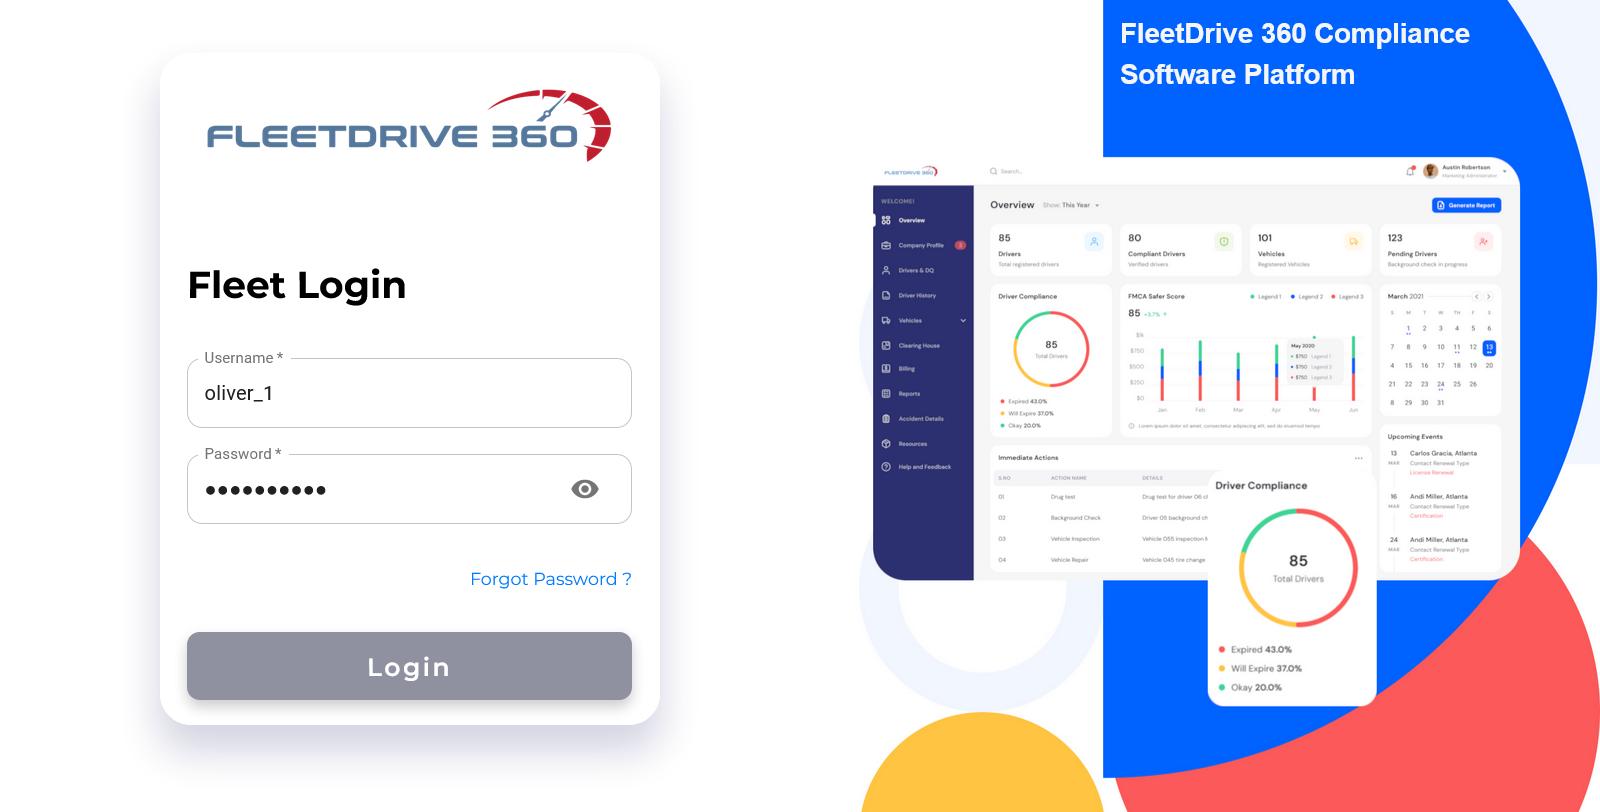 FLEETDRIVE 360
Fleet Login
Username *
oliver_1
Password *
Forgot Password ?
Login
FleetDrive 360 Compliance
Software Platform
FLEETDRIVE 360
Search..
Austin Robertson
Marketing Administrator
WELCOME!
Overview
Company Profile
Drivers & DQ
Driver History
Vehicles
Clearing House
Billing
Reports
Accident Details
Resources
Help and Feedback
Overview Show: This Year
Generate Report
85
Drivers
Total registered drivers
80
Compliant Drivers
Verified drivers
101
Vehicles
Registered Vehicles
123
Pending Drivers
Background check in progress
Driver Compliance
85
Total Drivers
Expired 43.0%
Will Expire 37.0%
Okay 20.0%
FMCA Safer Score
Legend 1 Legend 2 Legend 3
85 +3.7%
$1k
$750
$500
$250
$0
May 2020
$750 Legend 1
$750 Legend 2
$750 Legend 3
Jan Feb Mar Apr May Jun
Lorem ipsum dolor sit amet, consectetur adipiscing elit, sed do eiusmod tempo
March 2021
S M T W TH F S
1 2 3 4 5 6
7 8 9 10 11 12 13
4 15 16 17 18 19 20
21 22 23 24 25 26
8 29 30 31
Immediate Actions
S.NO ACTION NAME DETAILS
01 Drug test Drug test for driver 06 cl
02 Background Check Driver 05 background ch
03 Vehicle Inspection Vehicle 055 inspection
04 Vehicle Repair Vehicle 045 tire change
Upcoming Events
13 Carlos Gracia, Atlanta
MAR Contact Renewal Type
License Renewal
16 Andi Miller, Atlanta
MAR Contact Renewal Type
Certification
24 Andi Miller, Atlanta
MAR Contact Renewal Type
Certification
Driver Compliance
85
Total Drivers
Expired 43.0%
Will Expire 37.0%
Okay 20.0%